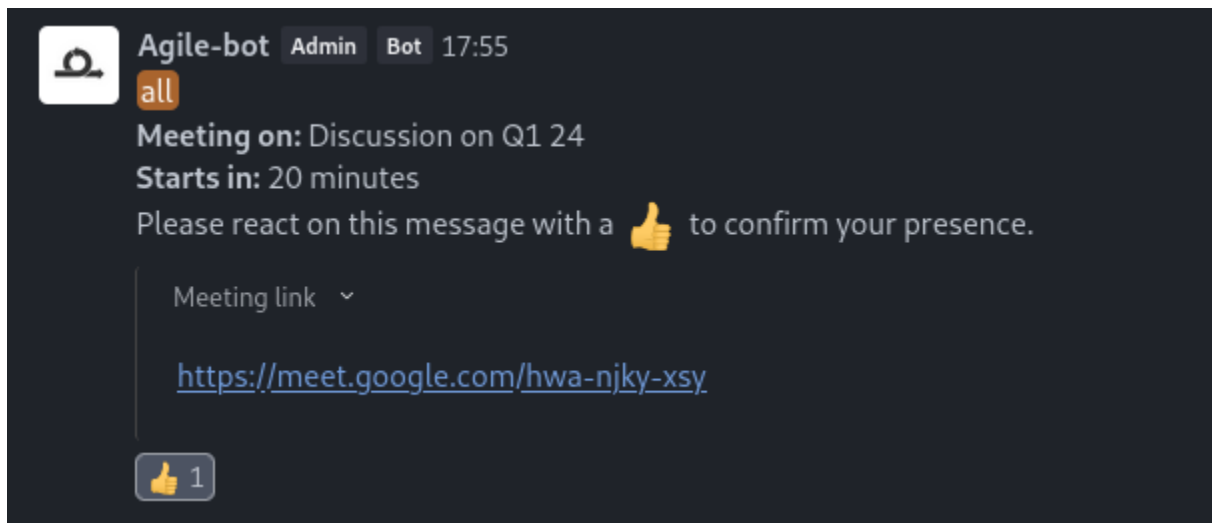 Agile-bot Admin Bot 17:55
all
Meeting on: Discussion on Q1 24
Starts in: 20 minutes
Please react on this message with a 👍 to confirm your presence.
Meeting link
https://meet.google.com/hwa-njky-xsy
👍 1